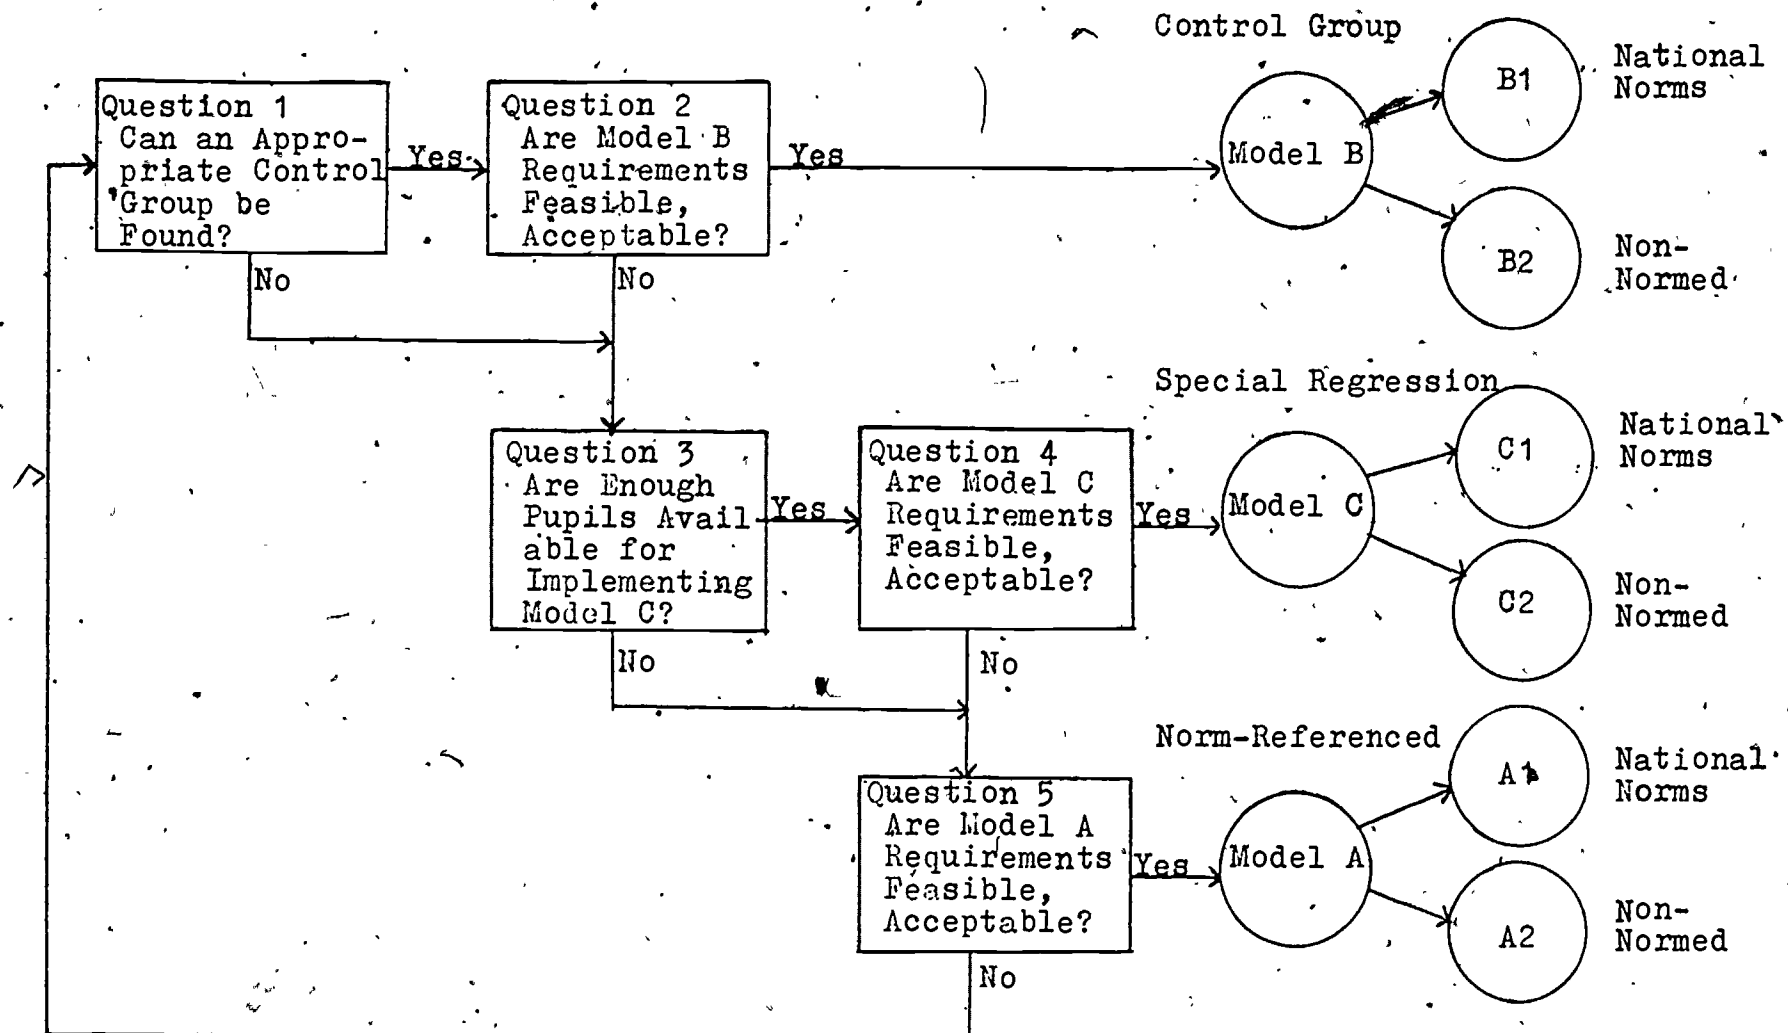 Control Group
Question 1
Can an Appro-
priate Control
Group be
Found?
Yes
No
Question 2
Are Model B
Requirements
Feasible,
Acceptable?
Yes
No
Model B
B1
National
Norms
B2
Non-
Normed
Special Regression
Question 3
Are Enough
Pupils Avail
able for
Implementing
Model C?
Yes
No
Question 4
Are Model C
Requirements
Feasible,
Acceptable?
Yes
No
Model C
C1
National
Norms
C2
Non-
Normed
Norm-Referenced
Question 5
Are Model A
Requirements
Feasible,
Acceptable?
Yes
No
Model A
A1
National
Norms
A2
Non-
Normed